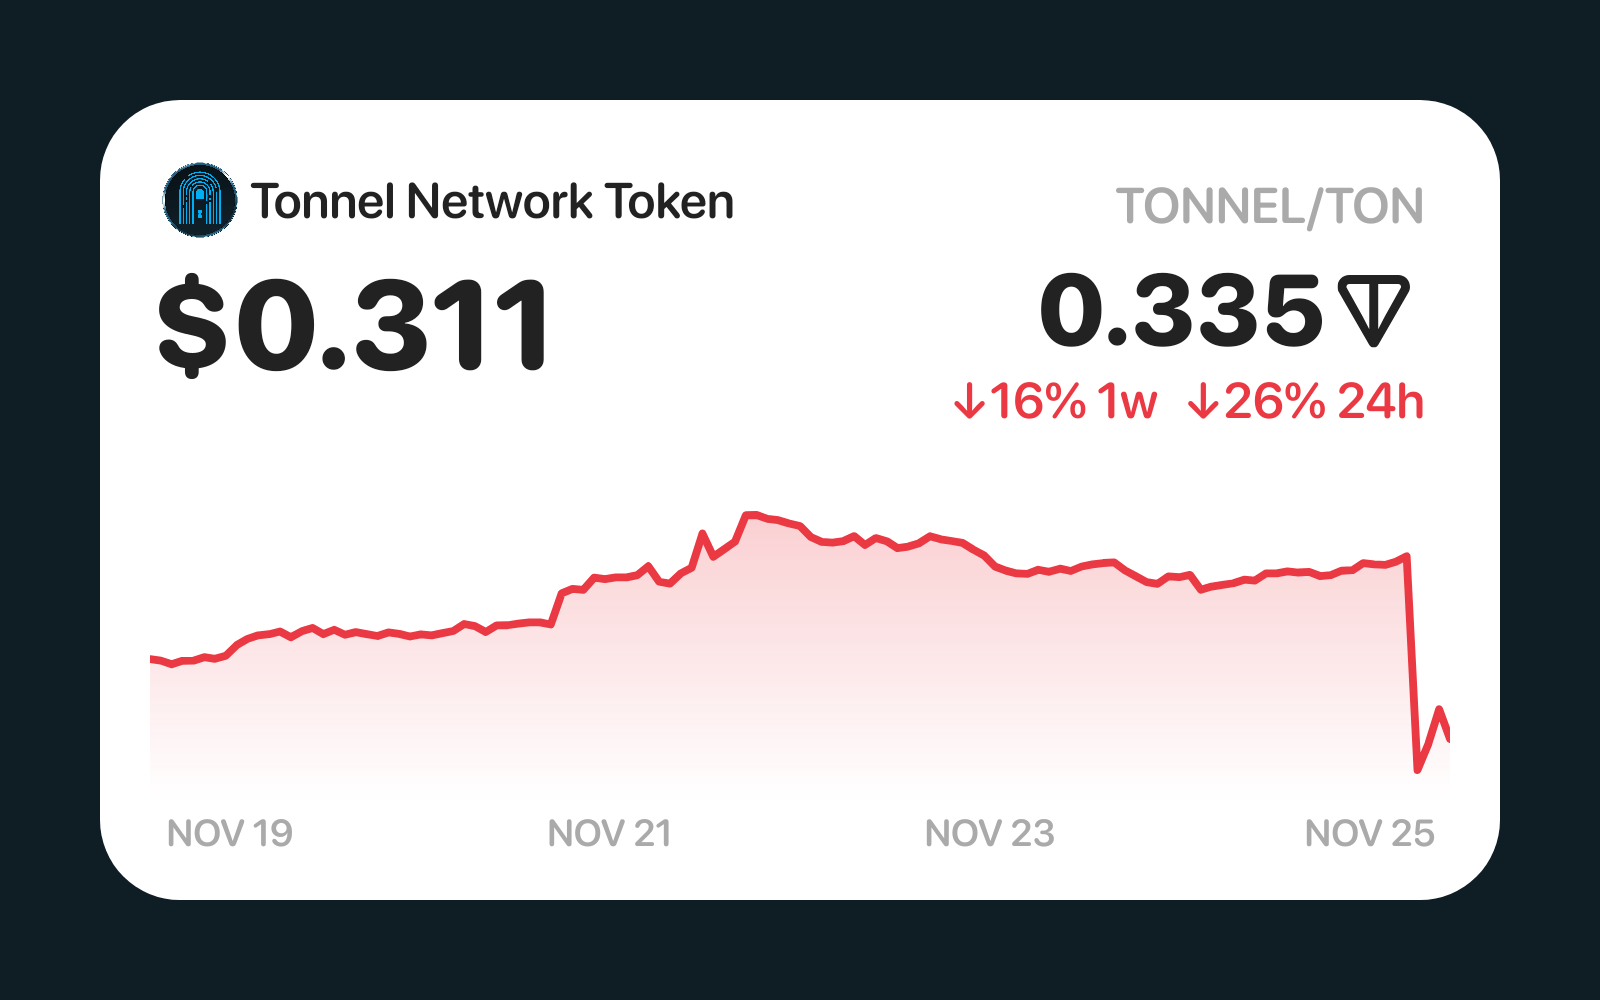 Tonnel Network Token
TONNEL/TON
$0.311
0.335
↓16% 1w ↓26% 24h
NOV 19 NOV 21 NOV 23 NOV 25